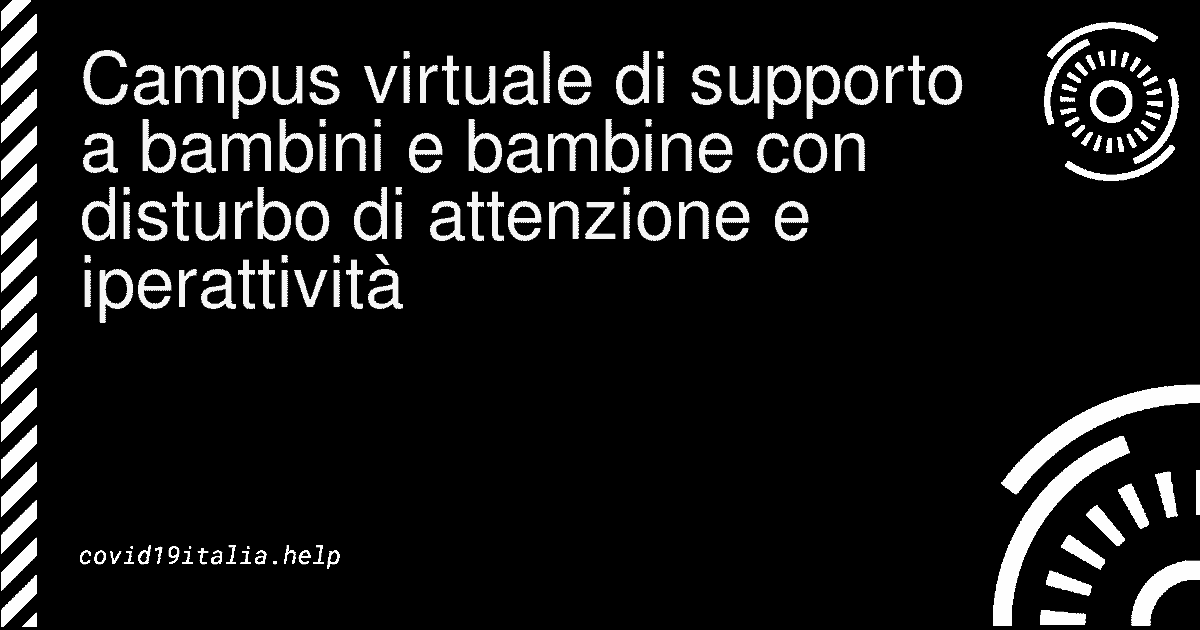 Campus virtuale di supporto
a bambini e bambine con
disturbo di attenzione e
iperattività
covid19italia.help